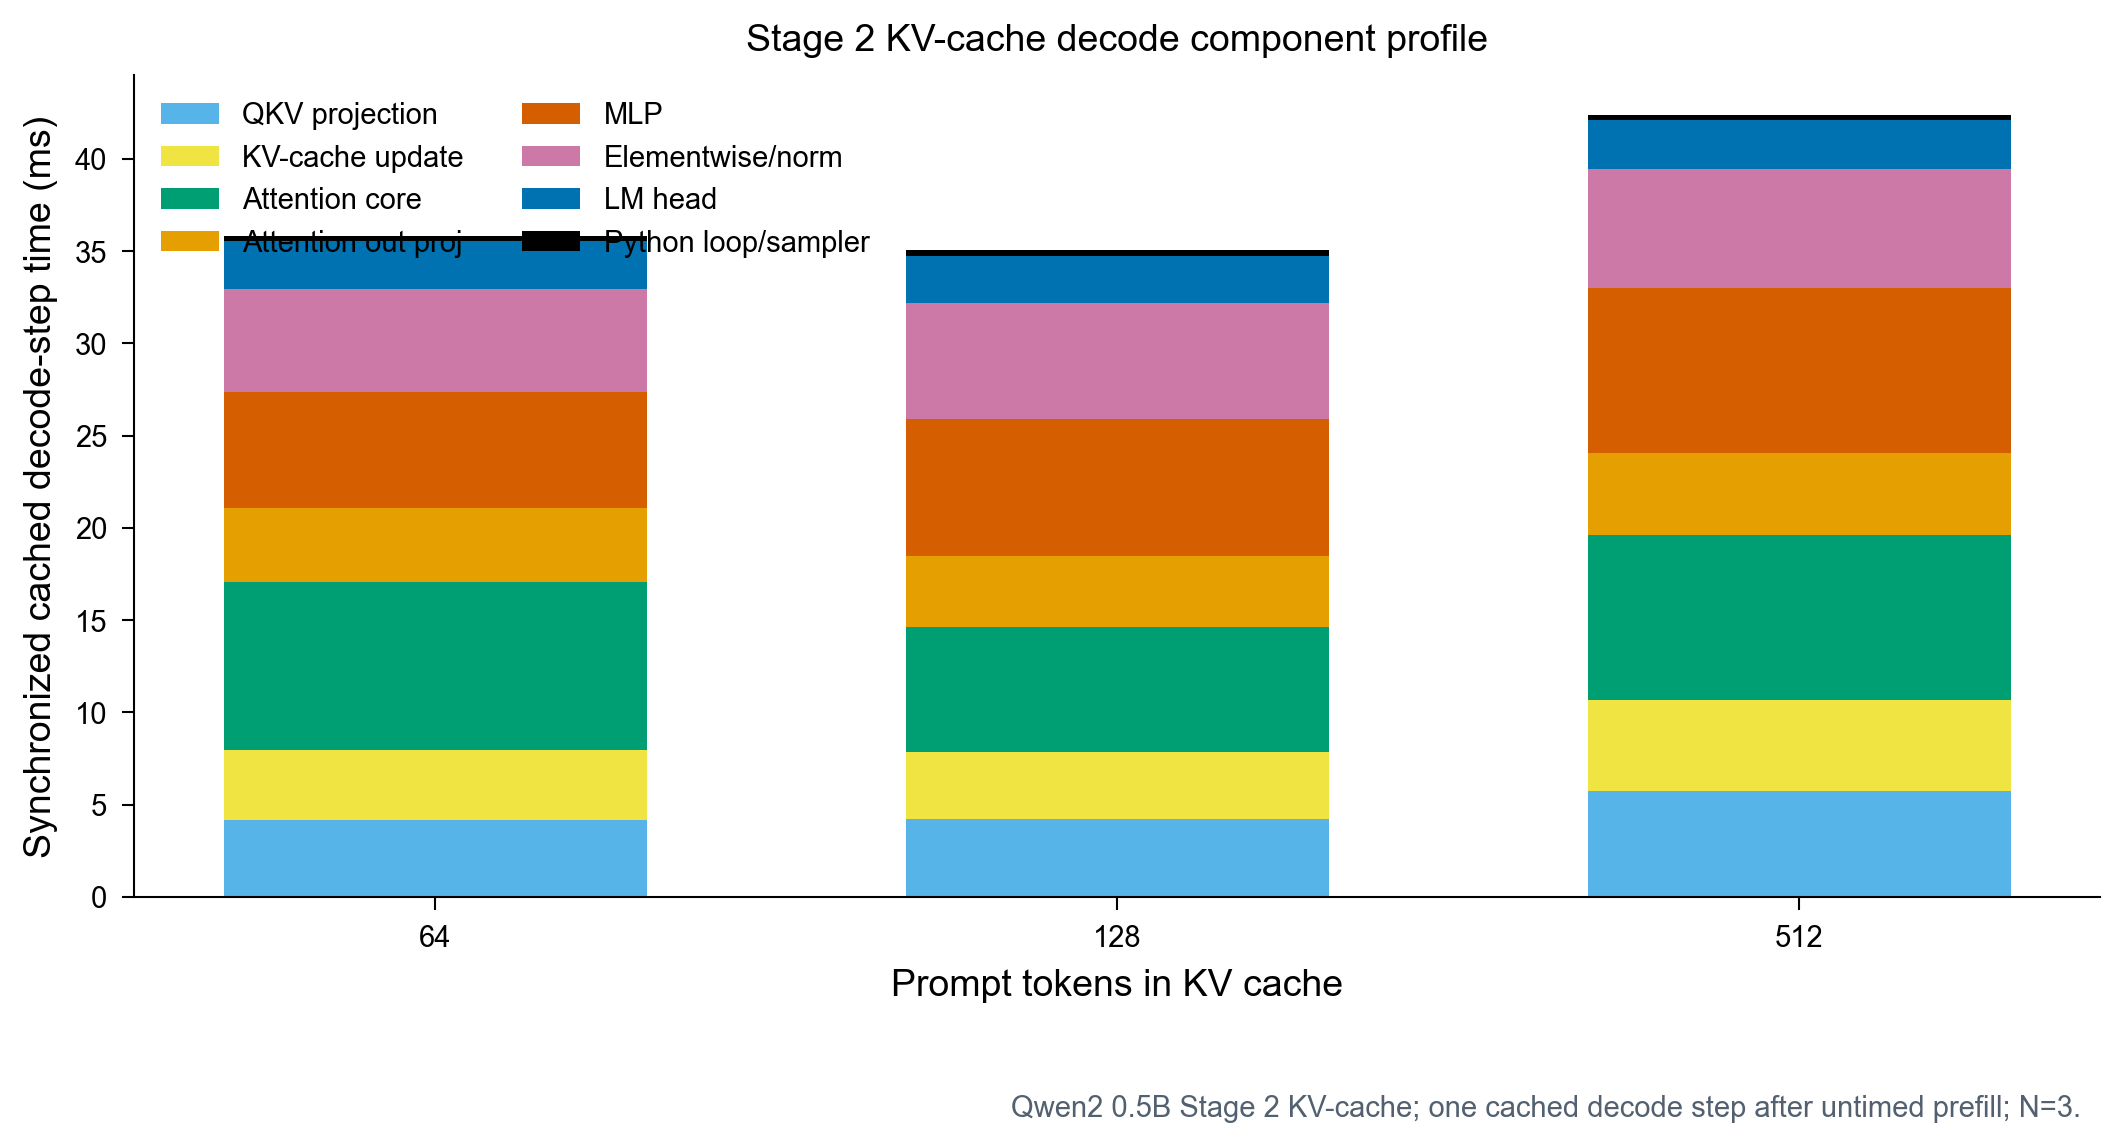 Stage 2 KV-cache decode component profile
QKV projection
KV-cache update
Attention core
Attention out proj
MLP
Elementwise/norm
LM head
Python loop/sampler
Synchronized cached decode-step time (ms)
40
35
30
25
20
15
10
5
0
64 128 512
Prompt tokens in KV cache
Qwen2 0.5B Stage 2 KV-cache; one cached decode step after untimed prefill; N=3.